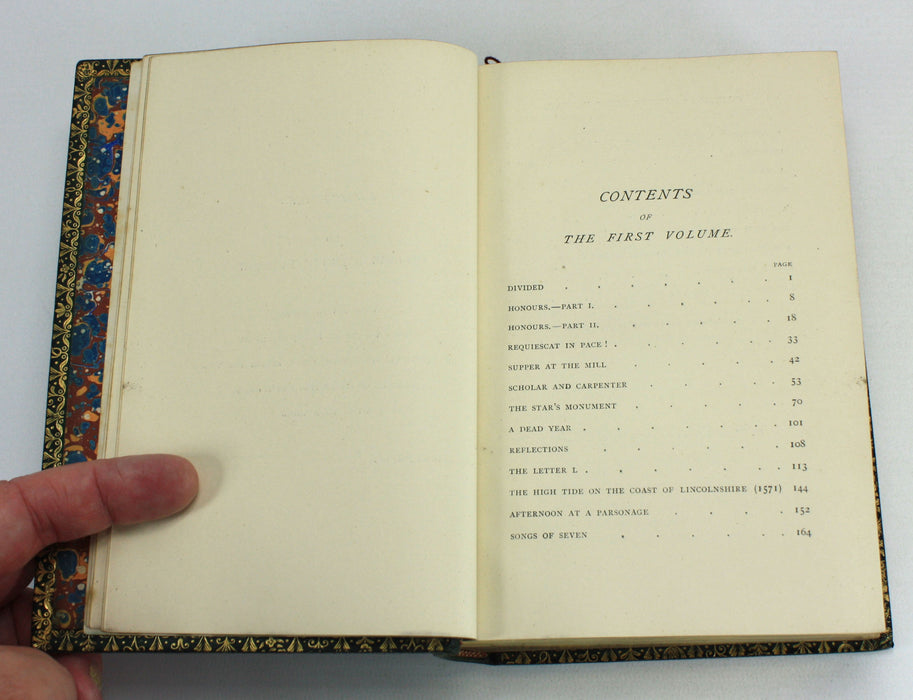 CONTENTS
OF
THE FIRST VOLUME.
PAGE
DIVIDED . . . . . . . 1
HONOURS.—PART I. . . . . . 8
HONOURS.—PART II. . . . . . 18
REQUIESCAT IN PACE! . . . . . 33
SUPPER AT THE MILL . . . . 42
SCHOLAR AND CARPENTER . . . . 53
THE STAR'S MONUMENT . . . . 70
A DEAD YEAR . . . . . . 101
REFLECTIONS . . . . . 108
THE LETTER L . . . . . . 113
THE HIGH TIDE ON THE COAST OF LINCOLNSHIRE (1571) 144
AFTERNOON AT A PARSONAGE . . . . 152
SONGS OF SEVEN . . . . . 164